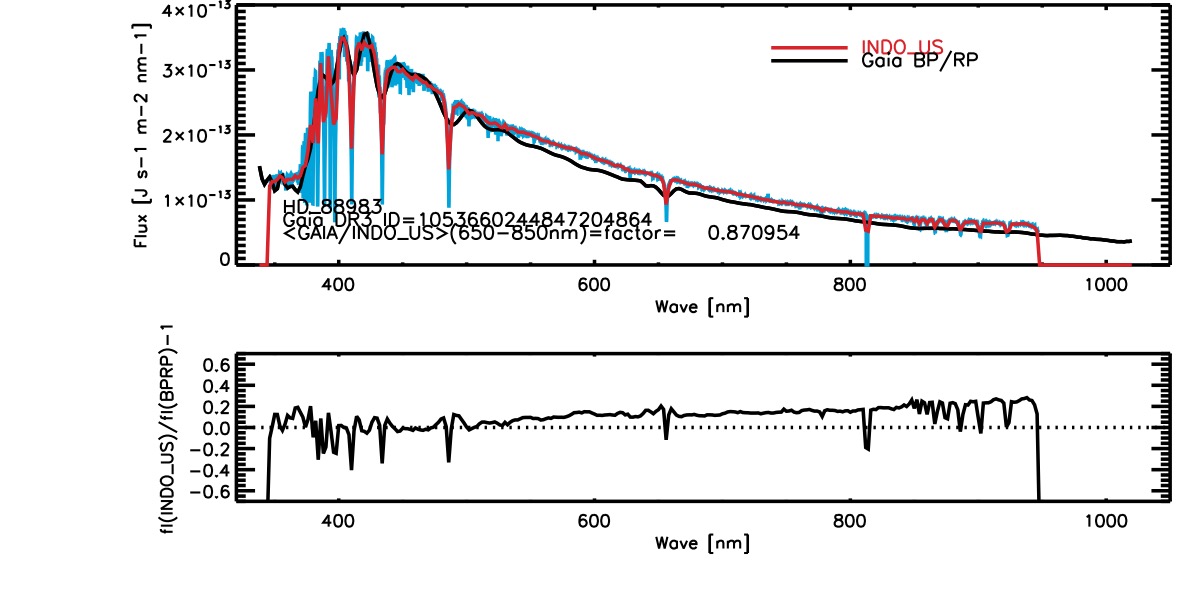 4×10−13
3×10−13
2×10−13
1×10−13
0
Flux [J s−1 m−2 nm−1]
INDO_US
Gaia BP/RP
HD_88983
Gaia DR3 ID=1053660244847204864
<GAIA/INDO_US>(650−850nm)=factor= 0.870954
400 600 800 1000
Wave [nm]
fl(INDO_US)/fl(BPRP)−1
0.6
0.4
0.2
0.0
−0.2
−0.4
−0.6
400 600 800 1000
Wave [nm]